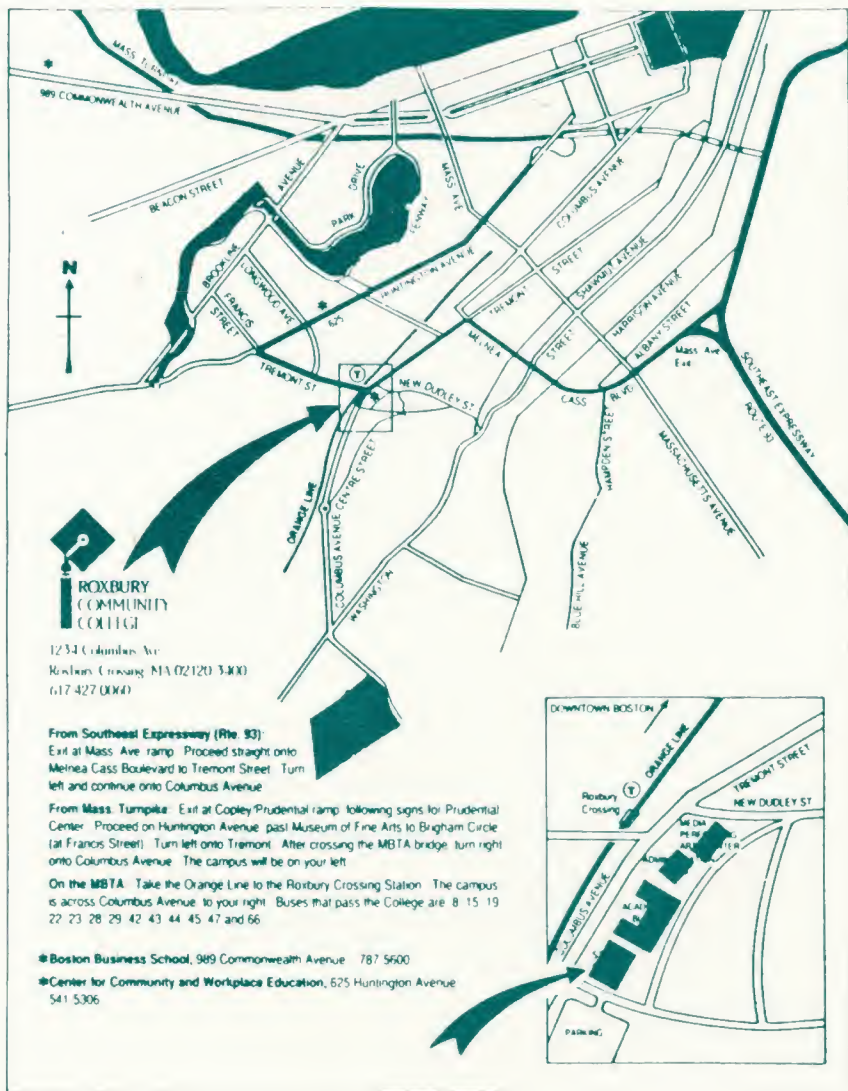 MASS. TURNPIKE
989 COMMONWEALTH AVENUE
BEACON STREET
AVENUE
BROOKLINE
PARK
DRIVE
FENWAY
MASS AVE
COLUMBUS AVENUE
LONGWOOD AVE
FRANCIS
STREET
625
HUNTINGTON AVENUE
TREMONT
STREET
SHAWMUT AVENUE
HARRISON AVENUE
ALBANY STREET
N
TREMONT ST
T
NEW DUDLEY ST
MELNEA
CASS
BLVD
STREET
Mass Ave
Exit
SOUTHEAST EXPRESSWAY
ROUTE 93
HAMPDEN STREET
MASSACHUSETTS AVENUE
ORANGE LINE
COLUMBUS AVENUE
CENTRE STREET
WASHINGTON
BLUE HILL AVENUE
ROXBURY
COMMUNITY
COLLEGE
1234 Columbus Ave
Roxbury Crossing, MA 02120-3400
617 427 0060
From Southeast Expressway (Rte. 93):
Exit at Mass. Ave ramp. Proceed straight onto
Melnea Cass Boulevard to Tremont Street. Turn
left and continue onto Columbus Avenue
From Mass. Turnpike: Exit at Copley/Prudential ramp following signs for Prudential
Center. Proceed on Huntington Avenue, past Museum of Fine Arts to Brigham Circle
(at Francis Street). Turn left onto Tremont. After crossing the MBTA bridge, turn right
onto Columbus Avenue. The campus will be on your left.
On the MBTA: Take the Orange Line to the Roxbury Crossing Station. The campus
is across Columbus Avenue, to your right. Buses that pass the College are 8 15 19
22 23 28 29 42 43 44 45 47 and 66
*Boston Business School, 989 Commonwealth Avenue 787 5600
*Center for Community and Workplace Education, 625 Huntington Avenue
541 5306
DOWNTOWN BOSTON
ORANGE LINE
T
Roxbury
Crossing
TREMONT STREET
NEW DUDLEY ST
MEDIA
COLUMBUS AVENUE
PARKING